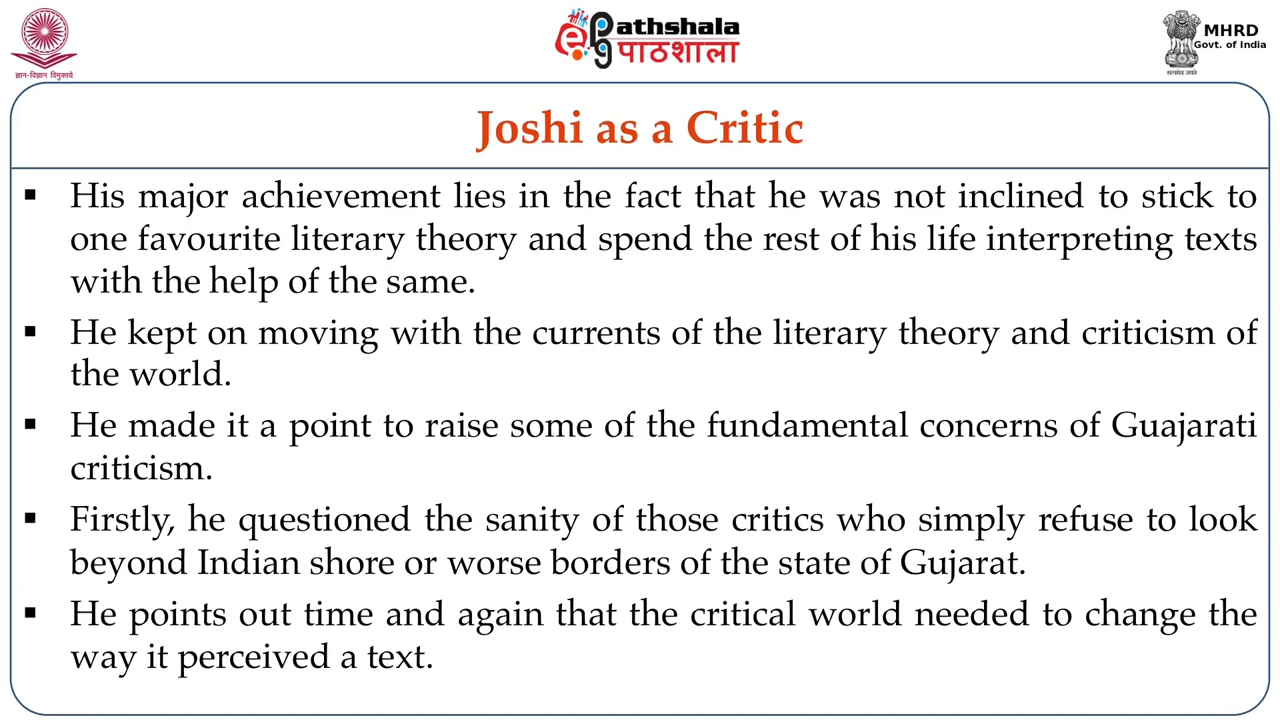 ज्ञान-विज्ञान विमुक्तये
ePg Pathshala
पाठशाला
MHRD
Govt. of India
सत्यमेव जयते
Joshi as a Critic
▪ His major achievement lies in the fact that he was not inclined to stick to
one favourite literary theory and spend the rest of his life interpreting texts
with the help of the same.
▪ He kept on moving with the currents of the literary theory and criticism of
the world.
▪ He made it a point to raise some of the fundamental concerns of Guajarati
criticism.
▪ Firstly, he questioned the sanity of those critics who simply refuse to look
beyond Indian shore or worse borders of the state of Gujarat.
▪ He points out time and again that the critical world needed to change the
way it perceived a text.